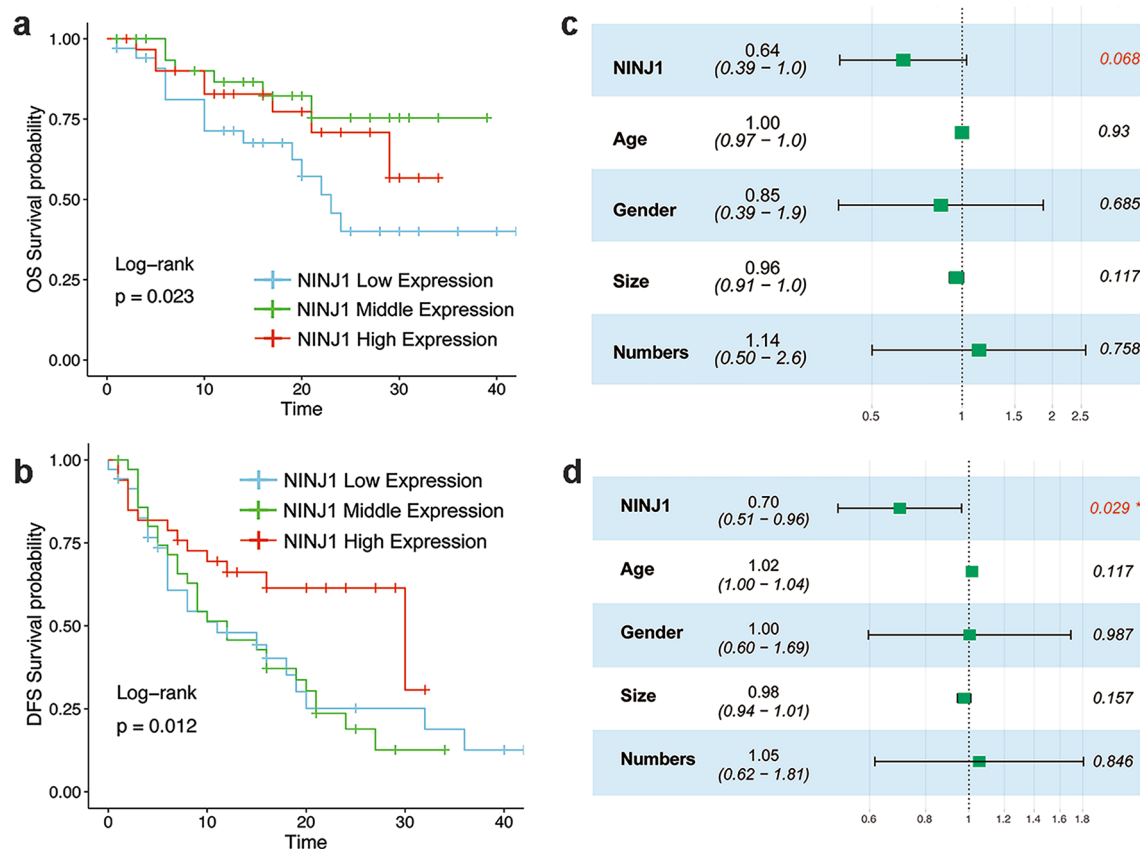 a
1.00
0.75
0.50
0.25
0.00
OS Survival probability
Log-rank
p = 0.023
NINJ1 Low Expression
NINJ1 Middle Expression
NINJ1 High Expression
0 10 20 30 40
Time
b
1.00
0.75
0.50
0.25
0.00
DFS Survival probability
NINJ1 Low Expression
NINJ1 Middle Expression
NINJ1 High Expression
Log-rank
p = 0.012
0 10 20 30 40
Time
c
NINJ1 0.64 0.068
(0.39 - 1.0)
Age 1.00 0.93
(0.97 - 1.0)
Gender 0.85 0.685
(0.39 - 1.9)
Size 0.96 0.117
(0.91 - 1.0)
Numbers 1.14 0.758
(0.50 - 2.6)
0.5 1 1.5 2 2.5
d
NINJ1 0.70 0.029 *
(0.51 - 0.96)
Age 1.02 0.117
(1.00 - 1.04)
Gender 1.00 0.987
(0.60 - 1.69)
Size 0.98 0.157
(0.94 - 1.01)
Numbers 1.05 0.846
(0.62 - 1.81)
0.6 0.8 1 1.2 1.4 1.6 1.8